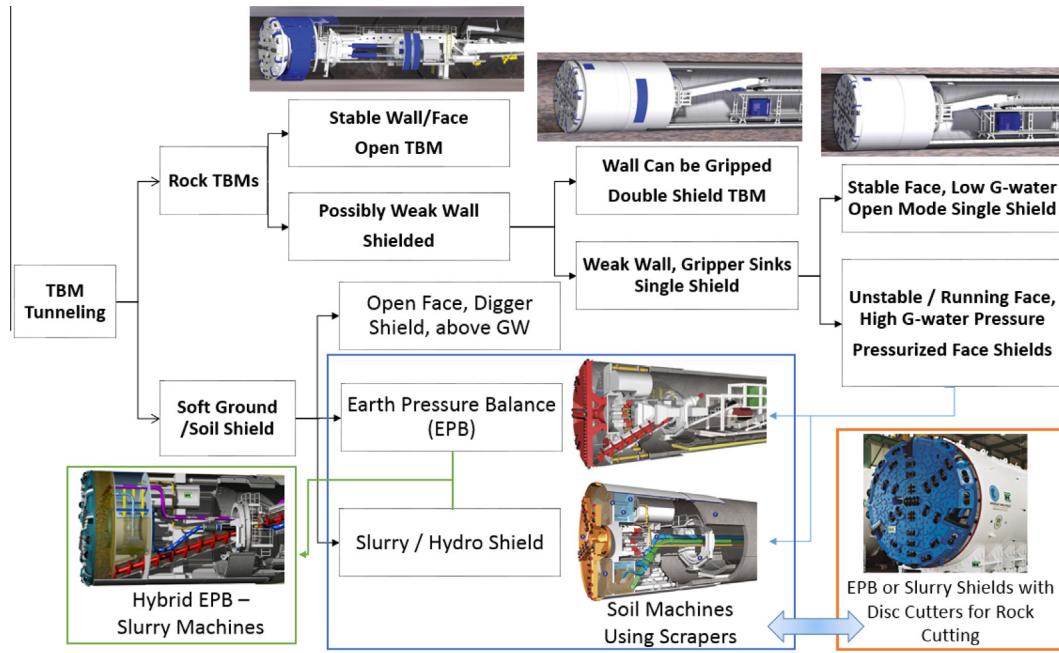 Stable Wall/Face
Open TBM
Rock TBMs
Possibly Weak Wall
Shielded
Wall Can be Gripped
Double Shield TBM
Weak Wall, Gripper Sinks
Single Shield
Stable Face, Low G-water
Open Mode Single Shield
Unstable / Running Face,
High G-water Pressure
Pressurized Face Shields
TBM
Tunneling
Open Face, Digger
Shield, above GW
Soft Ground
/Soil Shield
Earth Pressure Balance
(EPB)
Slurry / Hydro Shield
Hybrid EPB –
Slurry Machines
Soil Machines
Using Scrapers
EPB or Slurry Shields with
Disc Cutters for Rock
Cutting